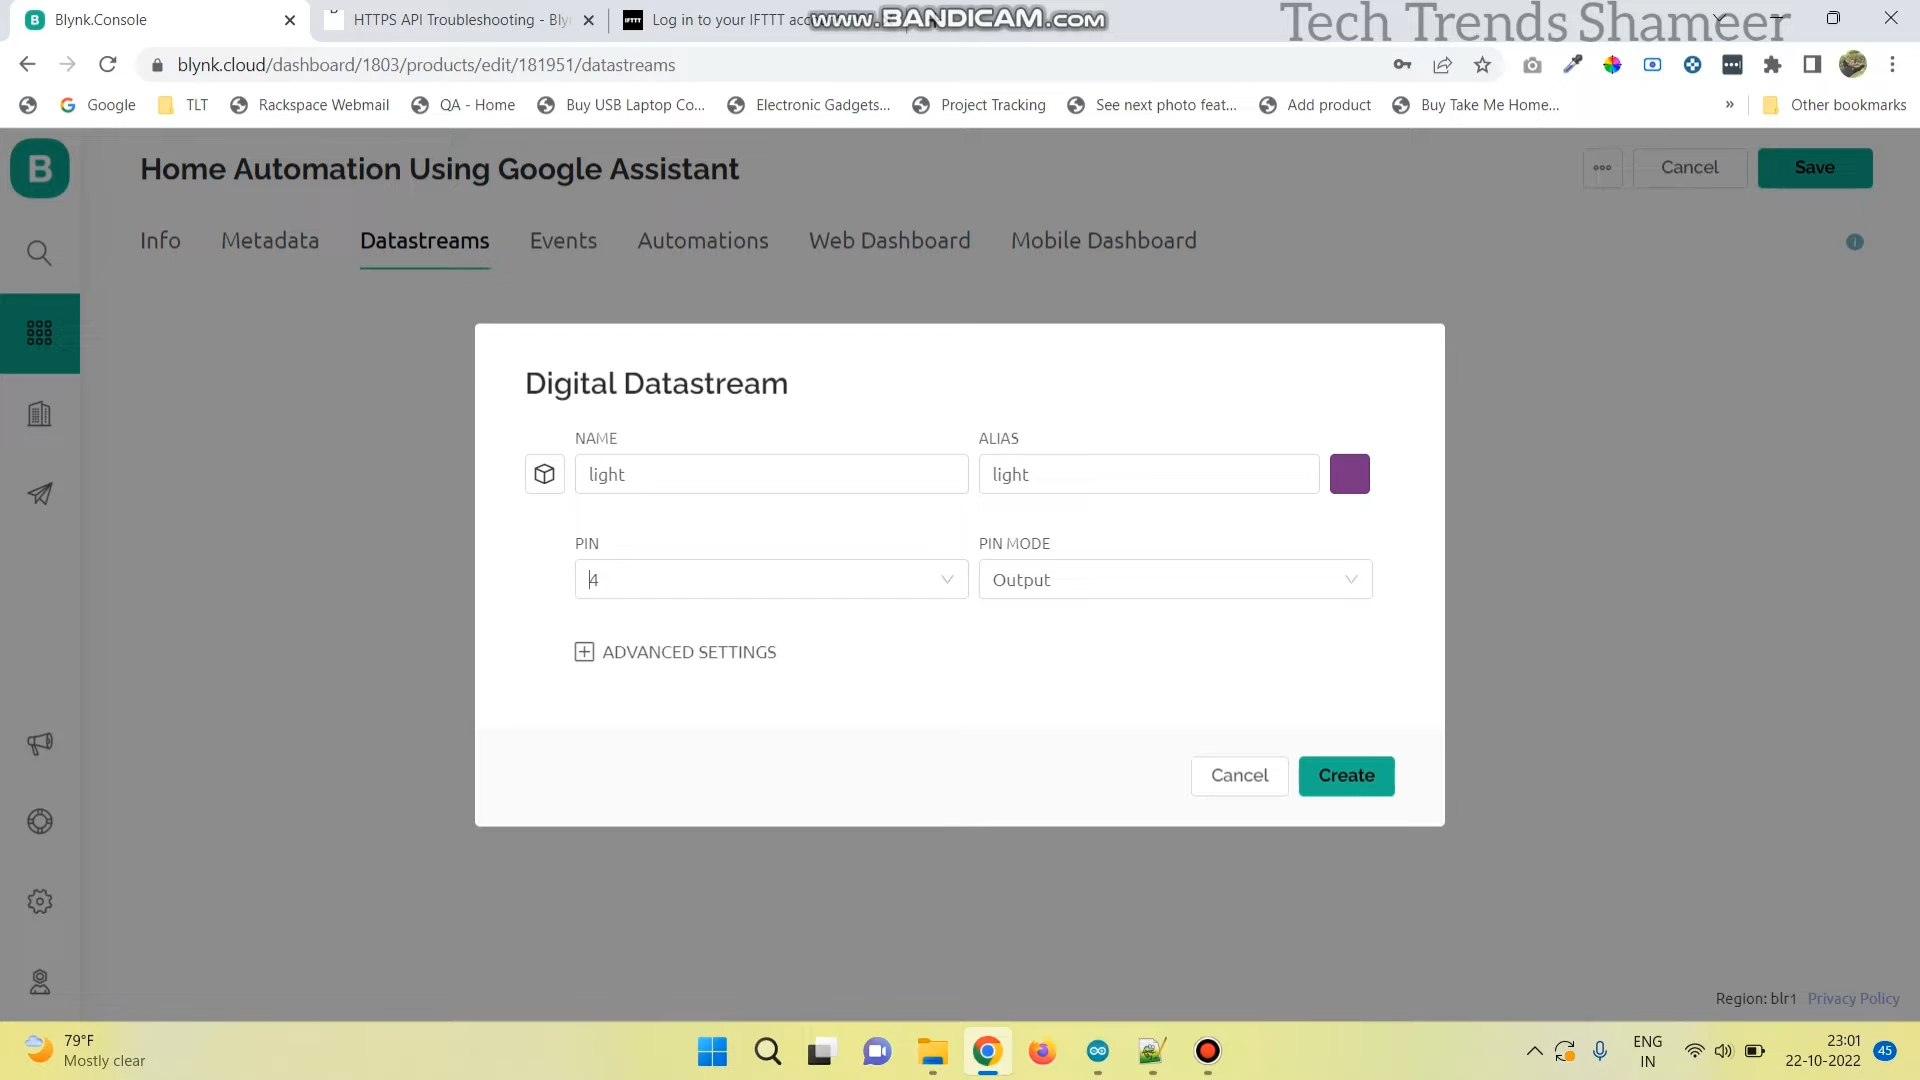 Blynk.Console
HTTPS API Troubleshooting - Bly
IFTTT
Log in to your IFTTT acc
www.BANDICAM.com
Tech Trends Shameer
blynk.cloud/dashboard/1803/products/edit/181951/datastreams
Google
TLT
Rackspace Webmail
QA - Home
Buy USB Laptop Co...
Electronic Gadgets...
Project Tracking
See next photo feat...
Add product
Buy Take Me Home...
»
Other bookmarks
B
Home Automation Using Google Assistant
Cancel
Save
Info
Metadata
Datastreams
Events
Automations
Web Dashboard
Mobile Dashboard
Digital Datastream
NAME
ALIAS
light
light
PIN
PIN MODE
4
Output
ADVANCED SETTINGS
Cancel
Create
Region: blr1
Privacy Policy
79°F
Mostly clear
ENG
IN
23:01
22-10-2022
45